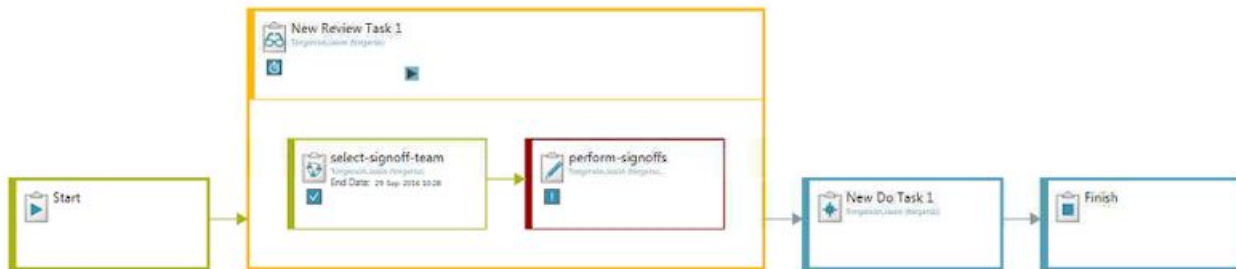 New Review Task 1
select-signoff-team
End Date: 29-Sep-2016 10:28
perform-signoffs
Start
New Do Task 1
Finish